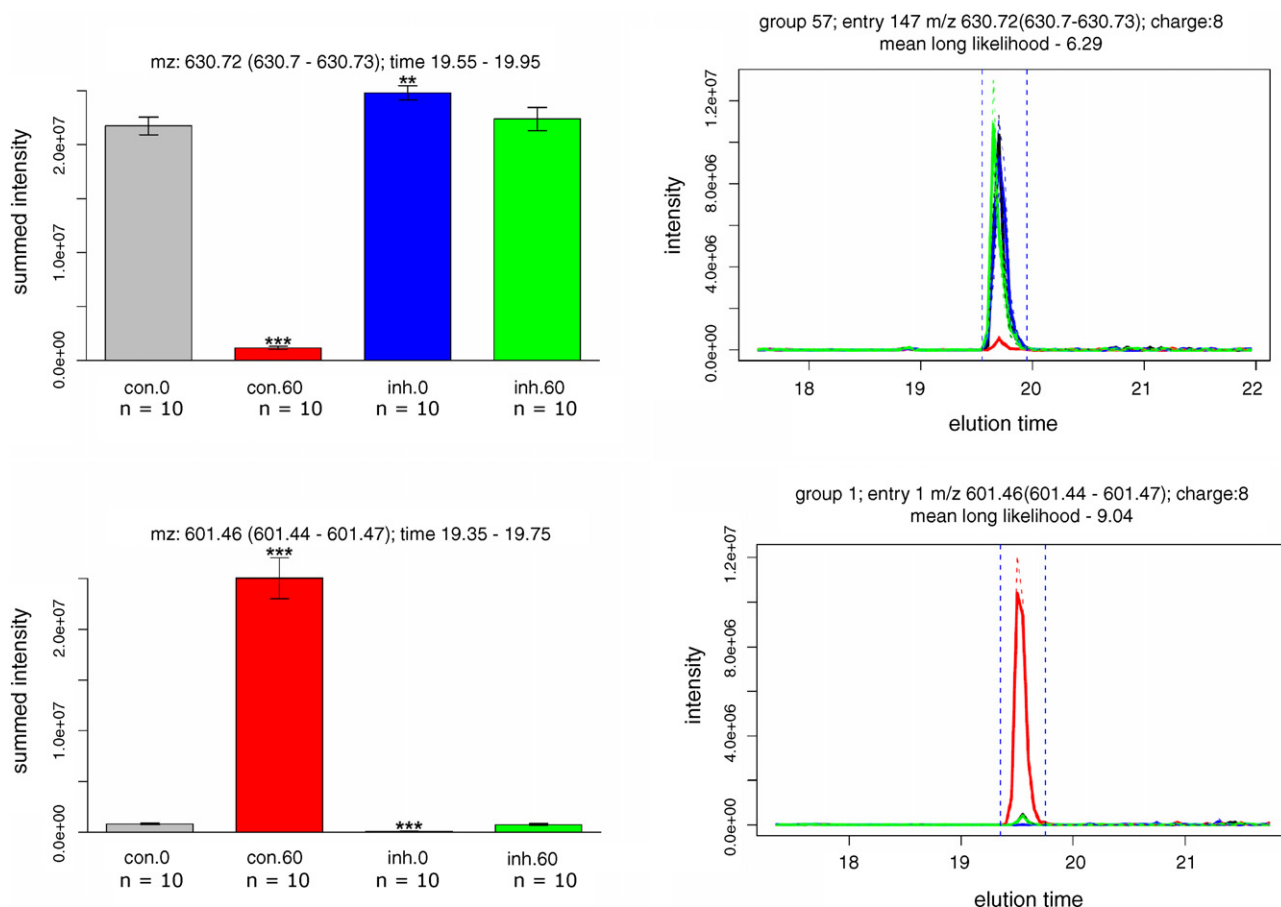 mz: 630.72 (630.7 - 630.73); time 19.55 - 19.95
summed intensity
0.0e+00
1.0e+07
2.0e+07
***
**
con.0
con.60
inh.0
inh.60
n = 10
n = 10
n = 10
n = 10
group 57; entry 147 m/z 630.72(630.7-630.73); charge:8
mean long likelihood - 6.29
intensity
0.0e+00
4.0e+06
8.0e+06
1.2e+07
18
19
20
21
22
elution time
mz: 601.46 (601.44 - 601.47); time 19.35 - 19.75
summed intensity
0.0e+00
1.0e+07
2.0e+07
***
***
con.0
con.60
inh.0
inh.60
n = 10
n = 10
n = 10
n = 10
group 1; entry 1 m/z 601.46(601.44 - 601.47); charge:8
mean long likelihood - 9.04
intensity
0.0e+00
4.0e+06
8.0e+06
1.2e+07
18
19
20
21
elution time